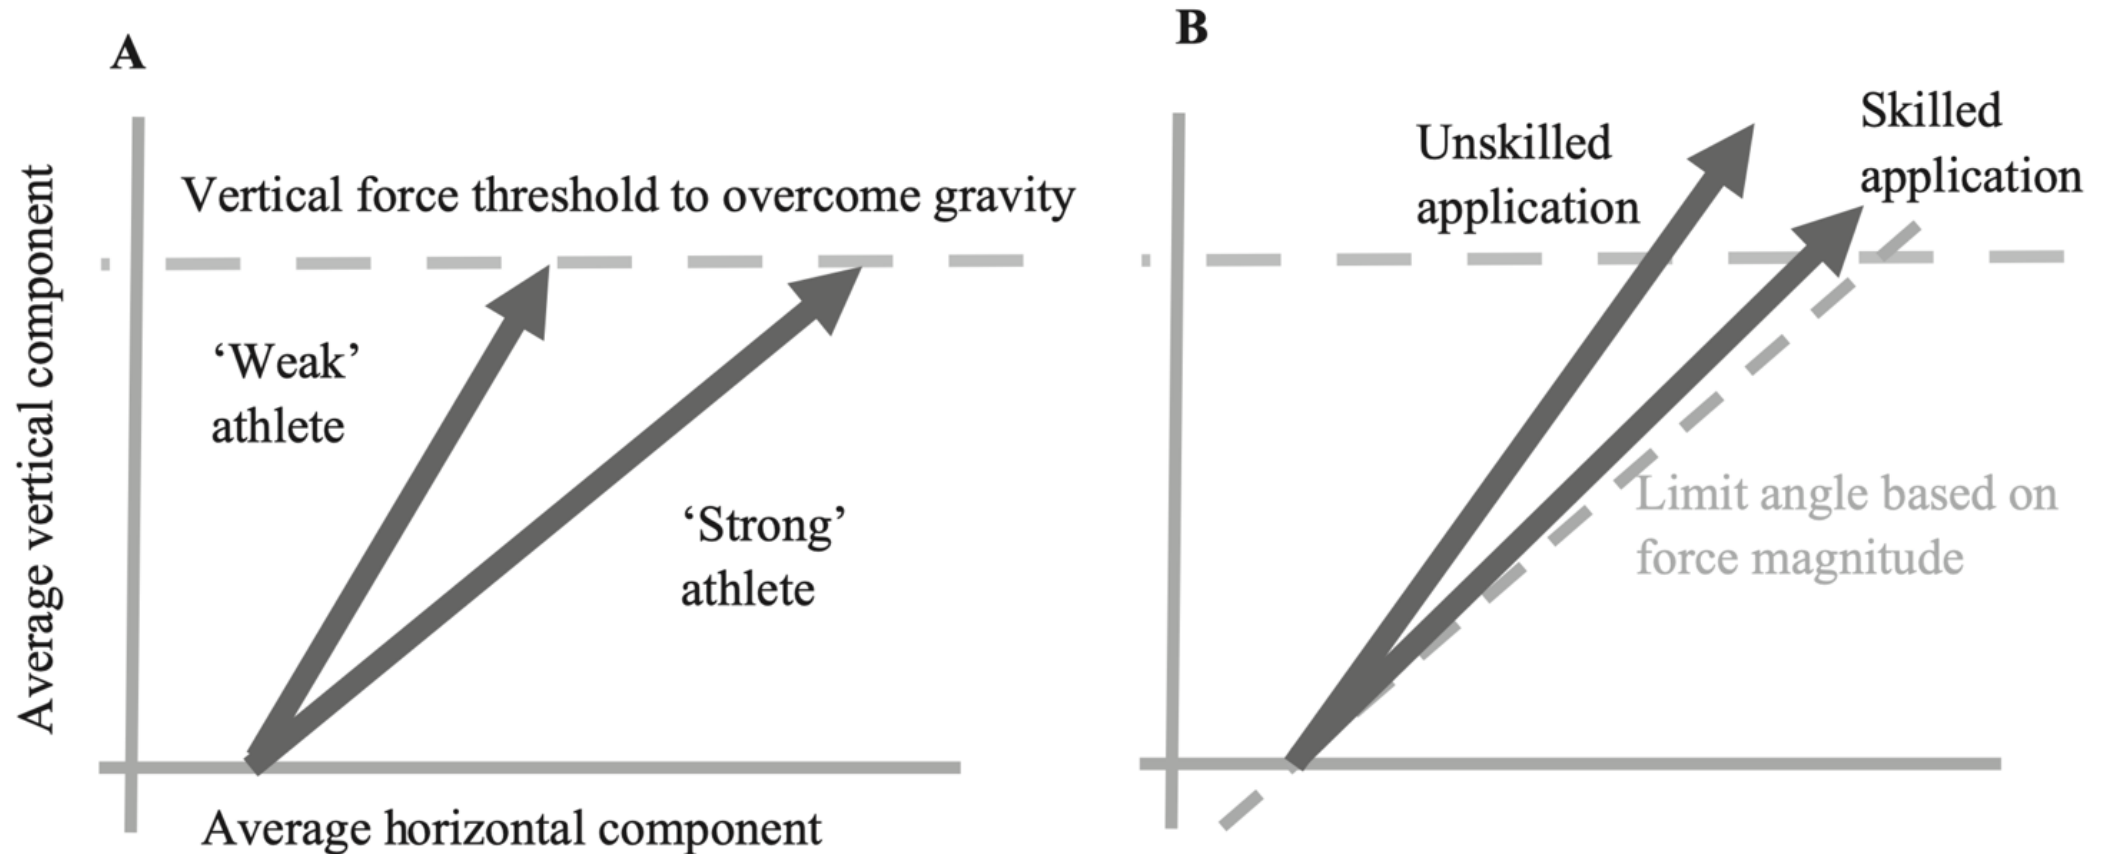 A
Average vertical component
Vertical force threshold to overcome gravity
‘Weak’
athlete
‘Strong’
athlete
Average horizontal component
B
Unskilled
application
Skilled
application
Limit angle based on
force magnitude